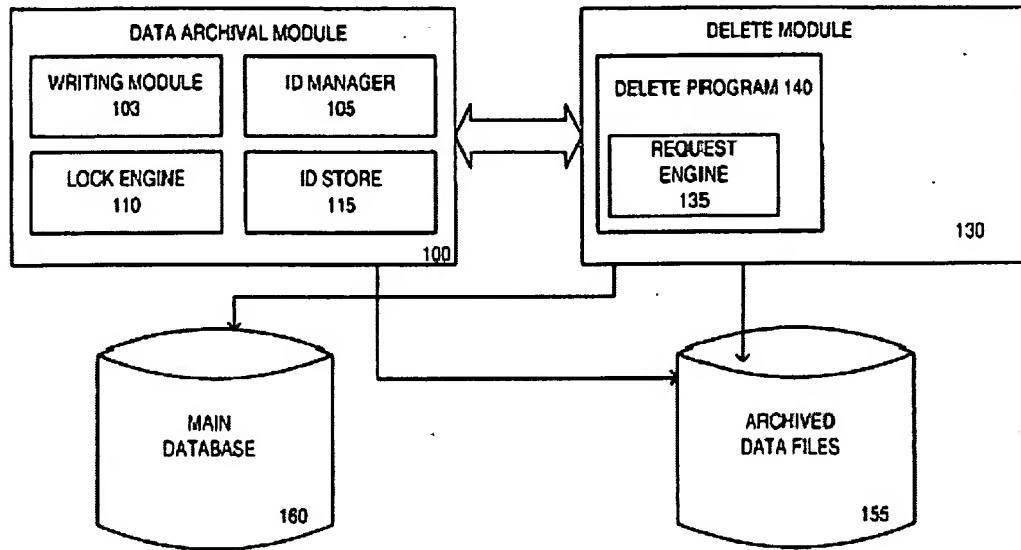 DATA ARCHIVAL MODULE
WRITING MODULE
103
ID MANAGER
105
LOCK ENGINE
110
ID STORE
115
100
DELETE MODULE
DELETE PROGRAM 140
REQUEST
ENGINE
135
130
MAIN
DATABASE
160
ARCHIVED
DATA FILES
155